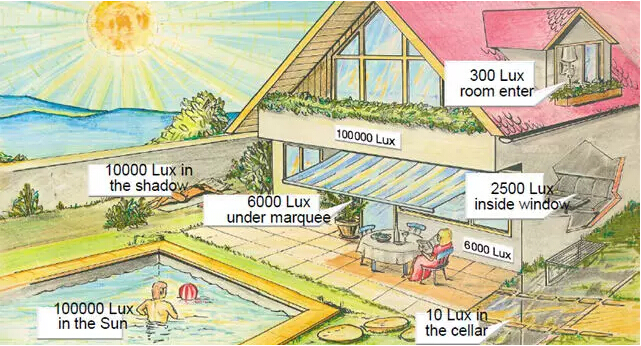 300 Lux
room enter
100000 Lux
10000 Lux in
the shadow
6000 Lux
under marquee
2500 Lux
inside window
6000 Lux
100000 Lux
in the Sun
10 Lux in
the cellar